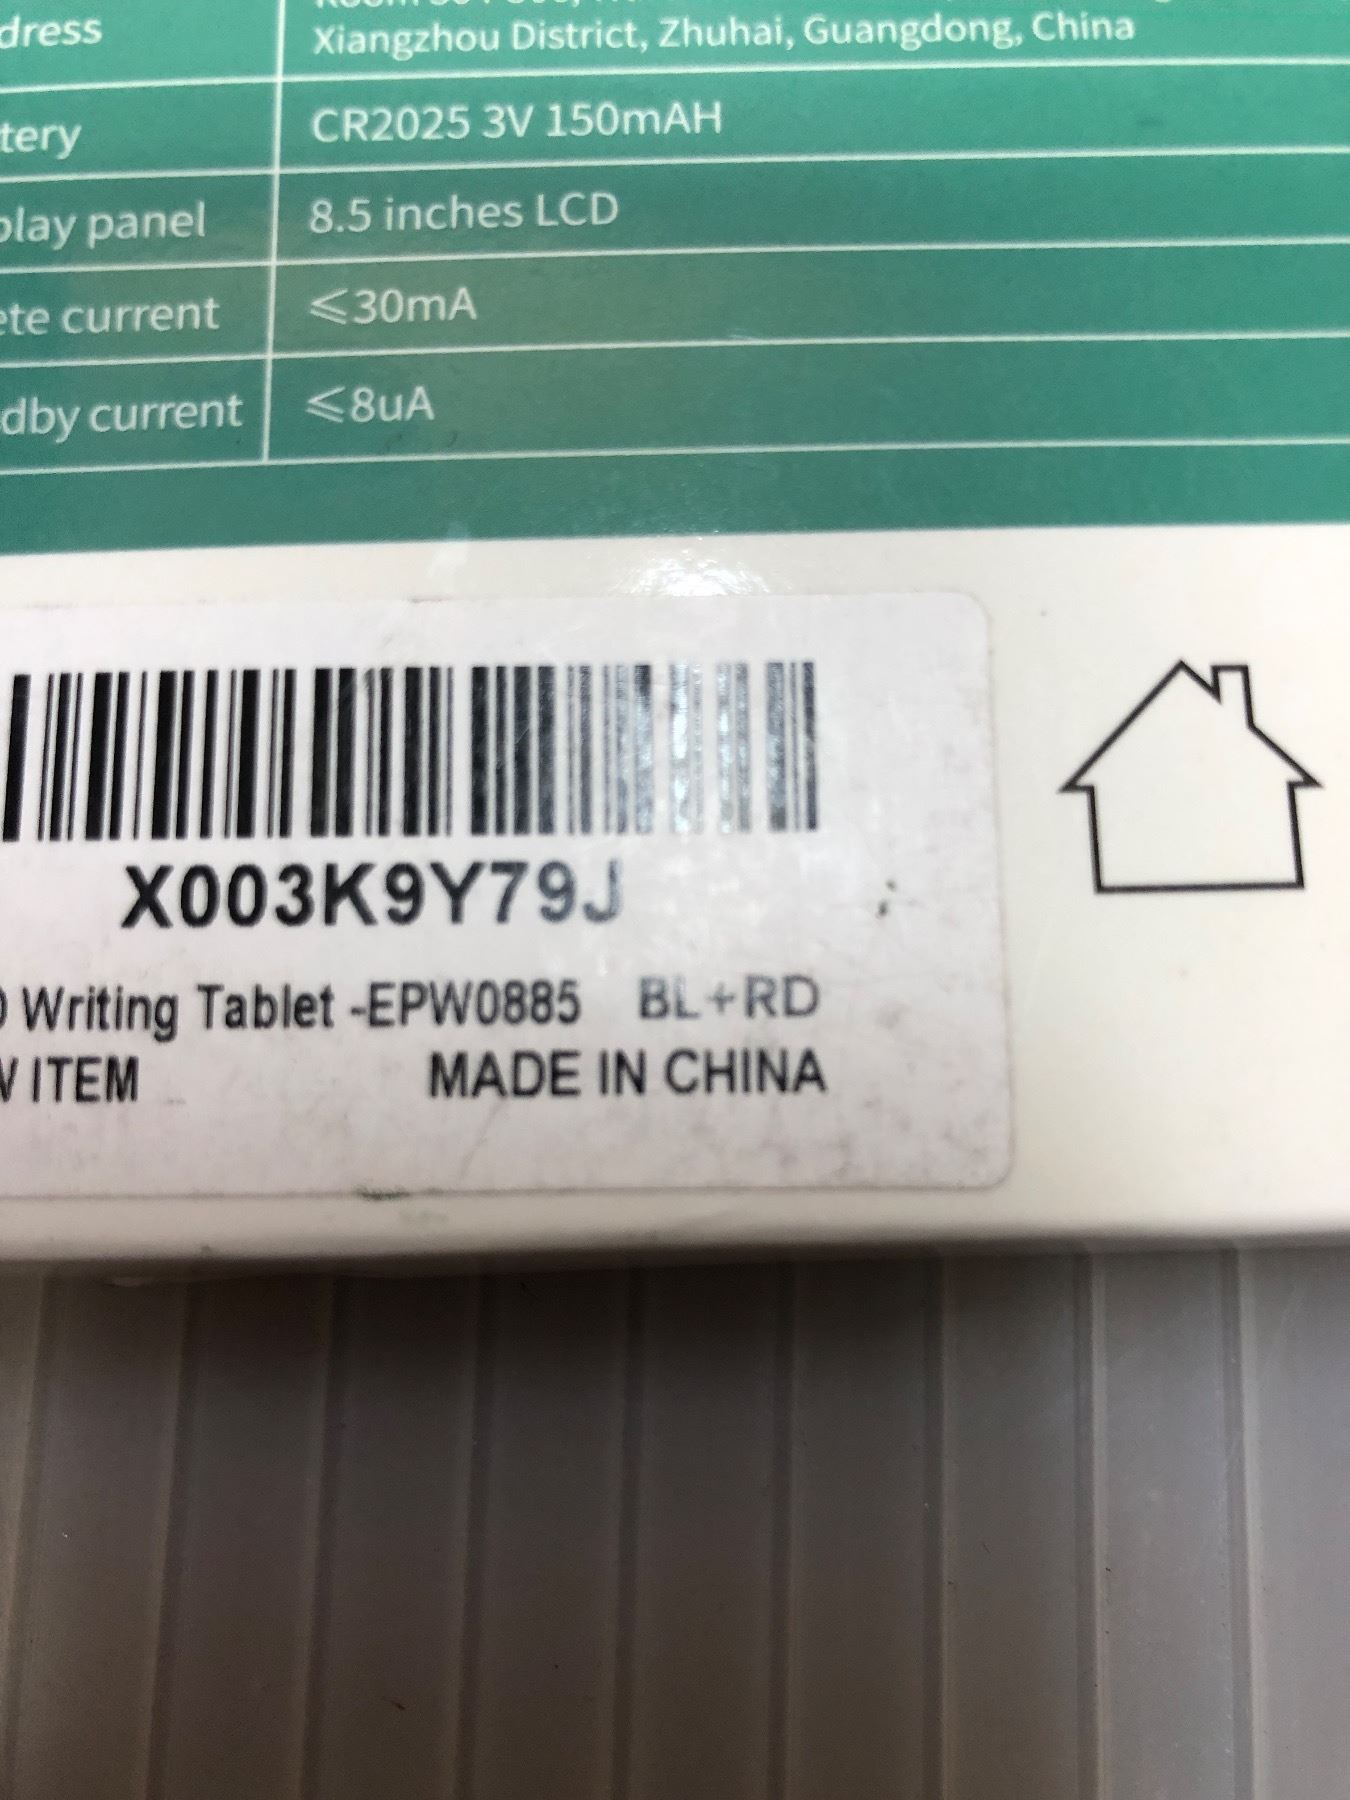 dress
Xiangzhou District, Zhuhai, Guangdong, China
tery CR2025 3V 150mAH
play panel 8.5 inches LCD
ete current ≤30mA
dby current ≤8uA
X003K9Y79J
Writing Tablet -EPW0885 BL+RD
ITEM MADE IN CHINA